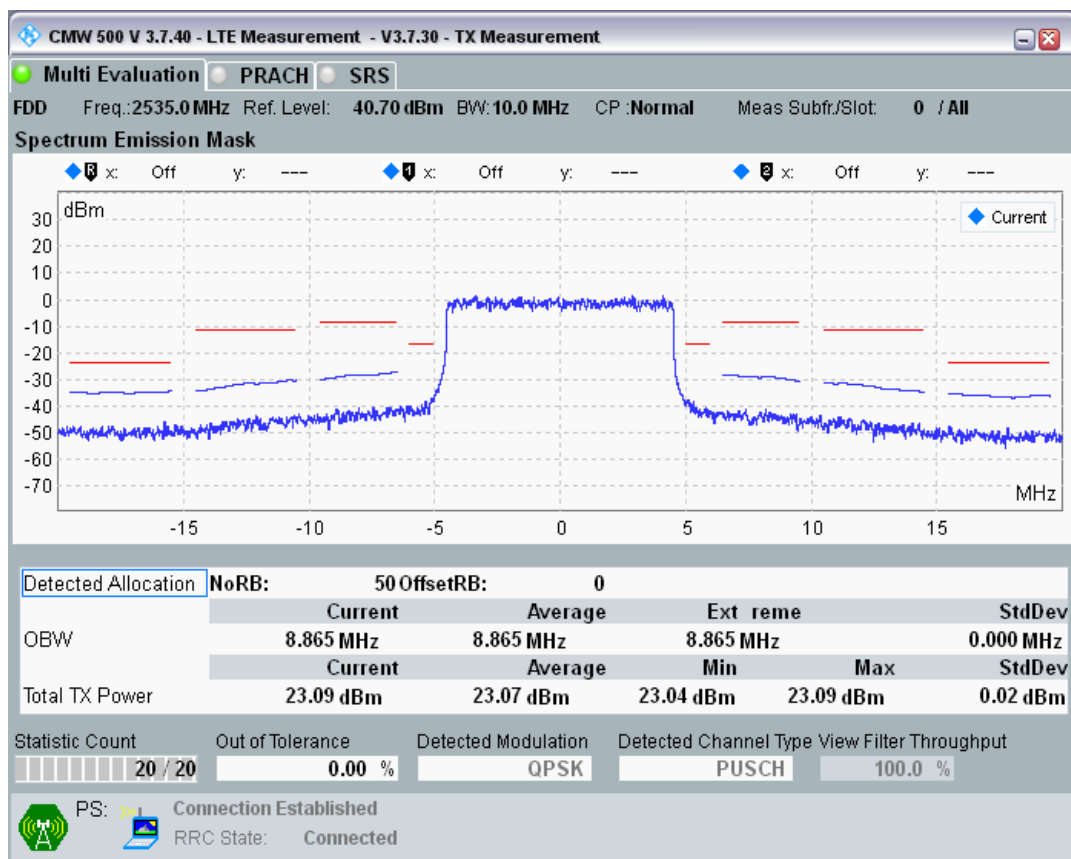 CMW 500 V 3.7.40 - LTE Measurement - V3.7.30 - TX Measurement
Multi Evaluation PRACH SRS
FDD Freq.:2535.0 MHz Ref. Level: 40.70 dBm BW: 10.0 MHz CP :Normal Meas Subfr./Slot: 0 / All
Spectrum Emission Mask
R x: Off y: --- 1 x: Off y: --- 2 x: Off y: ---
dBm
Current
30
20
10
0
-10
-20
-30
-40
-50
-60
-70
MHz
-15 -10 -5 0 5 10 15
Detected Allocation NoRB: 50 OffsetRB: 0
Current Average Ext reme StdDev
OBW 8.865 MHz 8.865 MHz 8.865 MHz 0.000 MHz
Current Average Min Max StdDev
Total TX Power 23.09 dBm 23.07 dBm 23.04 dBm 23.09 dBm 0.02 dBm
Statistic Count Out of Tolerance Detected Modulation Detected Channel Type View Filter Throughput
20 / 20 0.00 % QPSK PUSCH 100.0 %
PS: Connection Established
RRC State: Connected